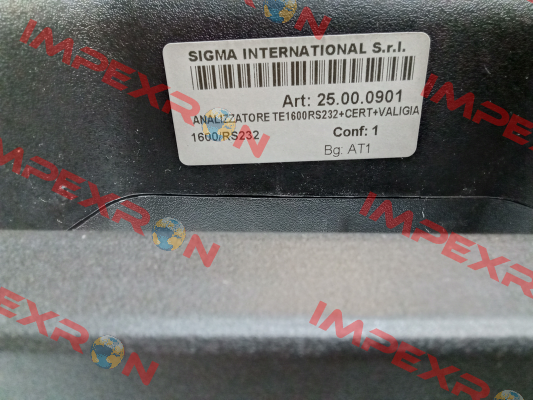 SIGMA INTERNATIONAL S.r.l.
Art: 25.00.0901
ANALIZZATORE TE1600RS232+CERT+VALIGIA
1600/RS232
Conf: 1
Bg: AT1
IMPEXRON
IMPEXRON
IMPEXRON
IMPEXRON
IMPEXRON